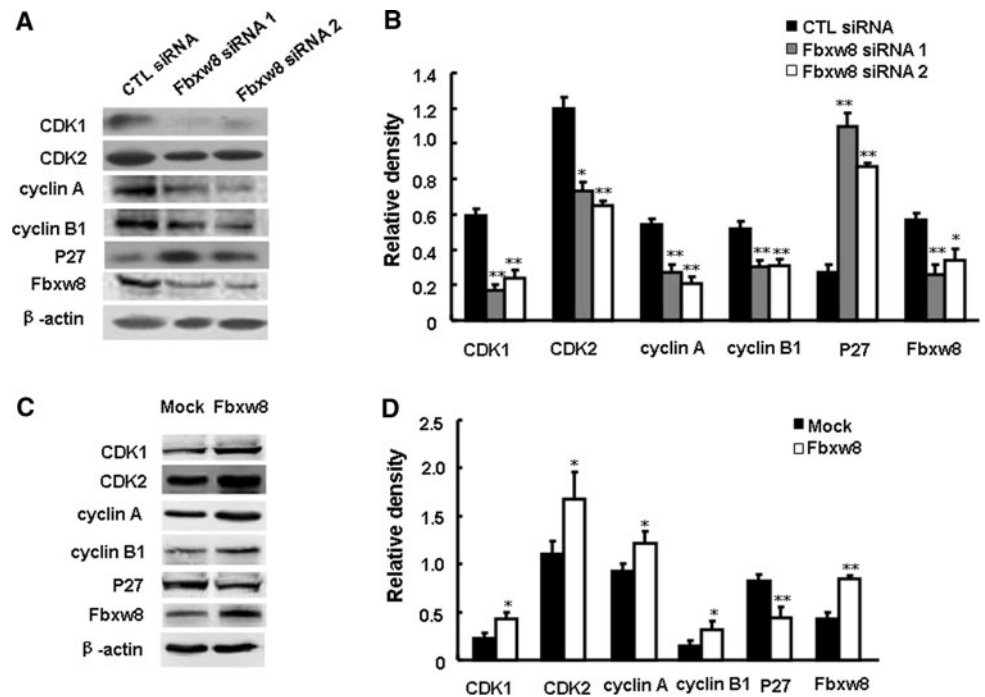 A
CTL siRNA
Fbxw8 siRNA 1
Fbxw8 siRNA 2
CDK1
CDK2
cyclin A
cyclin B1
P27
Fbxw8
β-actin
B
CTL siRNA
Fbxw8 siRNA 1
Fbxw8 siRNA 2
Relative density
1.4
1.2
1.0
0.8
0.6
0.4
0.2
0
** **
* **
** **
** **
** **
** *
CDK1 CDK2 cyclin A cyclin B1 P27 Fbxw8
C
Mock Fbxw8
CDK1
CDK2
cyclin A
cyclin B1
P27
Fbxw8
β-actin
D
Mock
Fbxw8
Relative density
2.5
2.0
1.5
1.0
0.5
0
* * * * ** **
CDK1 CDK2 cyclin A cyclin B1 P27 Fbxw8